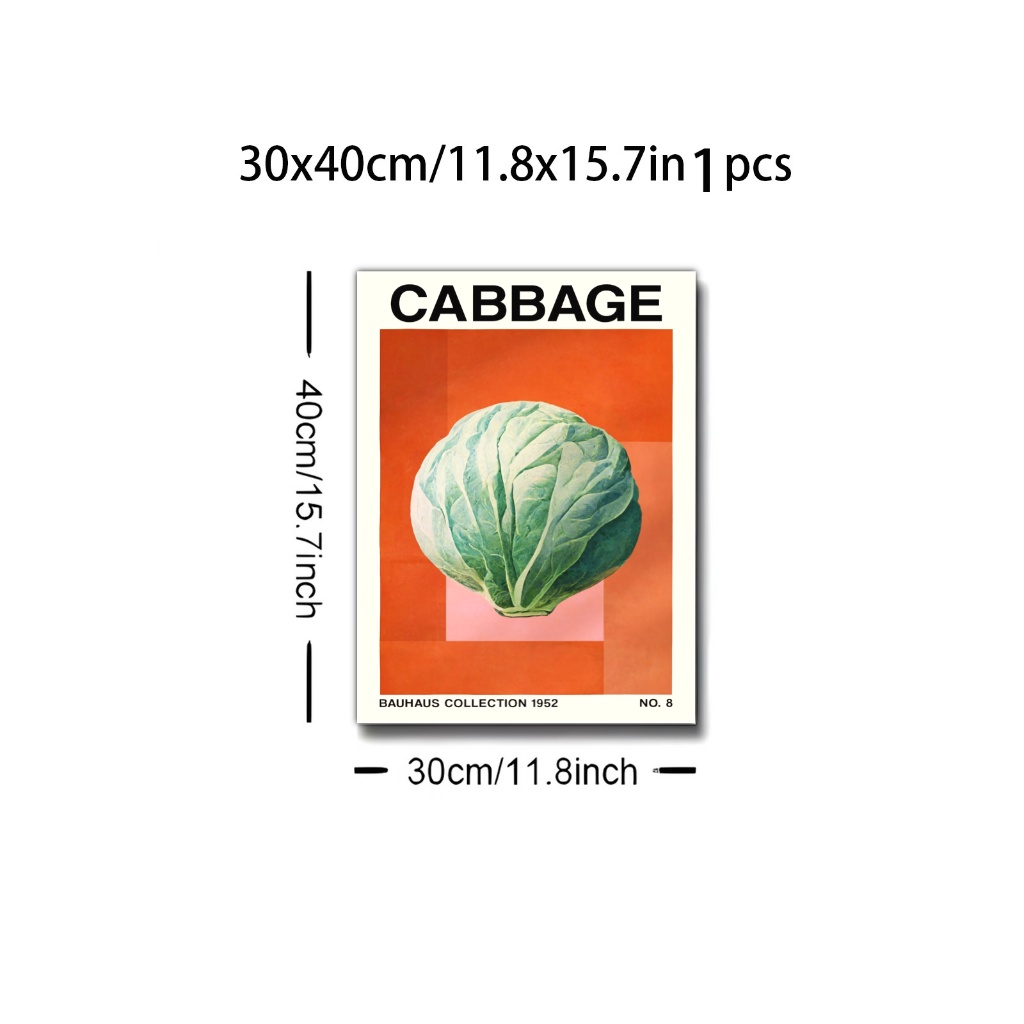 30x40cm/11.8x15.7in 1 pcs
CABBAGE
40cm/15.7inch
BAUHAUS COLLECTION 1952 NO. 8
30cm/11.8inch